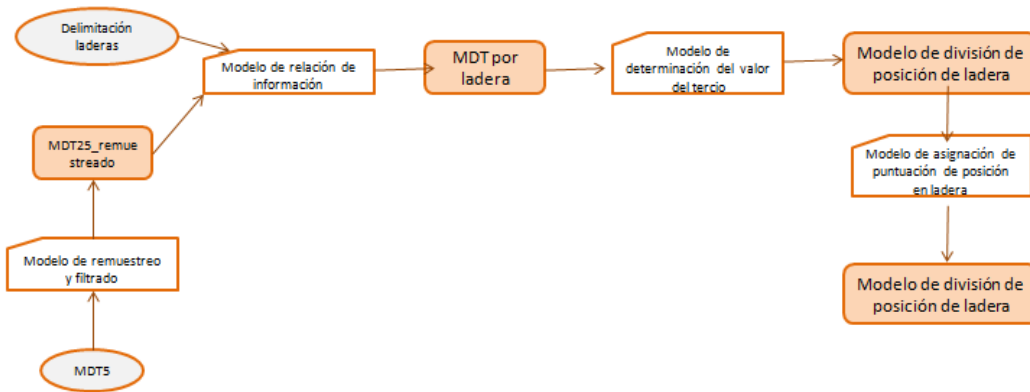 Delimitación
laderas
Modelo de relación de
información
MDT por
ladera
Modelo de
determinación del valor
del tercio
Modelo de división de
posición de ladera
MDT25_remue
streado
Modelo de asignación de
puntuación de posición
en ladera
Modelo de remuestreo
y filtrado
Modelo de división de
posición de ladera
MDT5